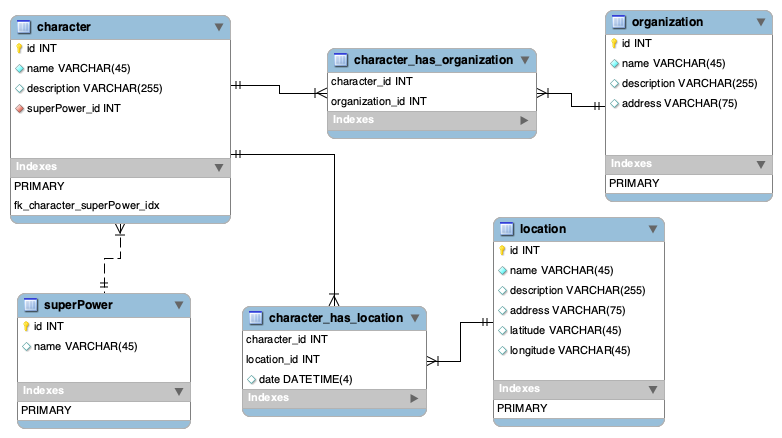 character
id INT
name VARCHAR(45)
description VARCHAR(255)
superPower_id INT
Indexes
PRIMARY
fk_character_superPower_idx
character_has_organization
character_id INT
organization_id INT
Indexes
organization
id INT
name VARCHAR(45)
description VARCHAR(255)
address VARCHAR(75)
Indexes
PRIMARY
superPower
id INT
name VARCHAR(45)
Indexes
PRIMARY
character_has_location
character_id INT
location_id INT
date DATETIME(4)
Indexes
location
id INT
name VARCHAR(45)
description VARCHAR(255)
address VARCHAR(75)
latitude VARCHAR(45)
longitude VARCHAR(45)
Indexes
PRIMARY